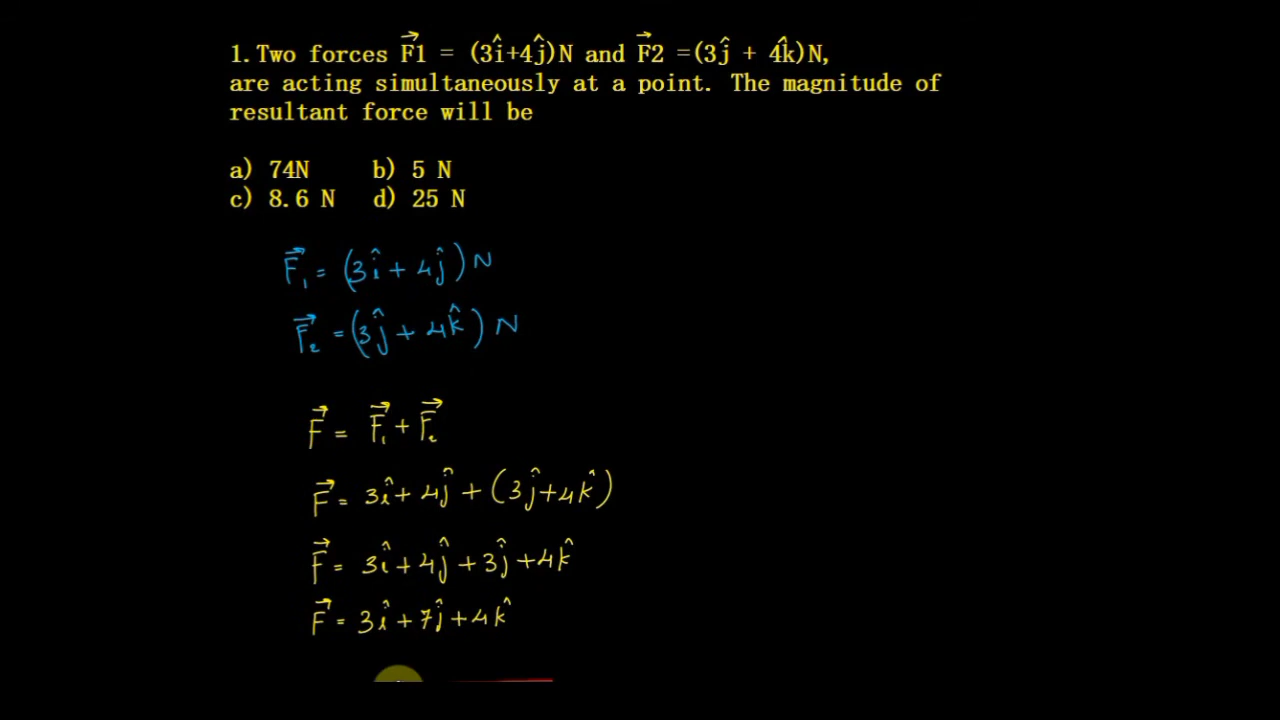 1. Two forces F⃗1 = (3î+4ĵ)N and F⃗2 =(3ĵ + 4k̂)N,
are acting simultaneously at a point. The magnitude of
resultant force will be
a) 74N b) 5 N
c) 8.6 N d) 25 N
F⃗₁ = (3î + 4ĵ) N
F⃗₂ = (3ĵ + 4k̂) N
F⃗ = F⃗₁ + F⃗₂
F⃗ = 3î + 4ĵ + (3ĵ+4k̂)
F⃗ = 3î + 4ĵ + 3ĵ + 4k̂
F⃗ = 3î + 7ĵ + 4k̂